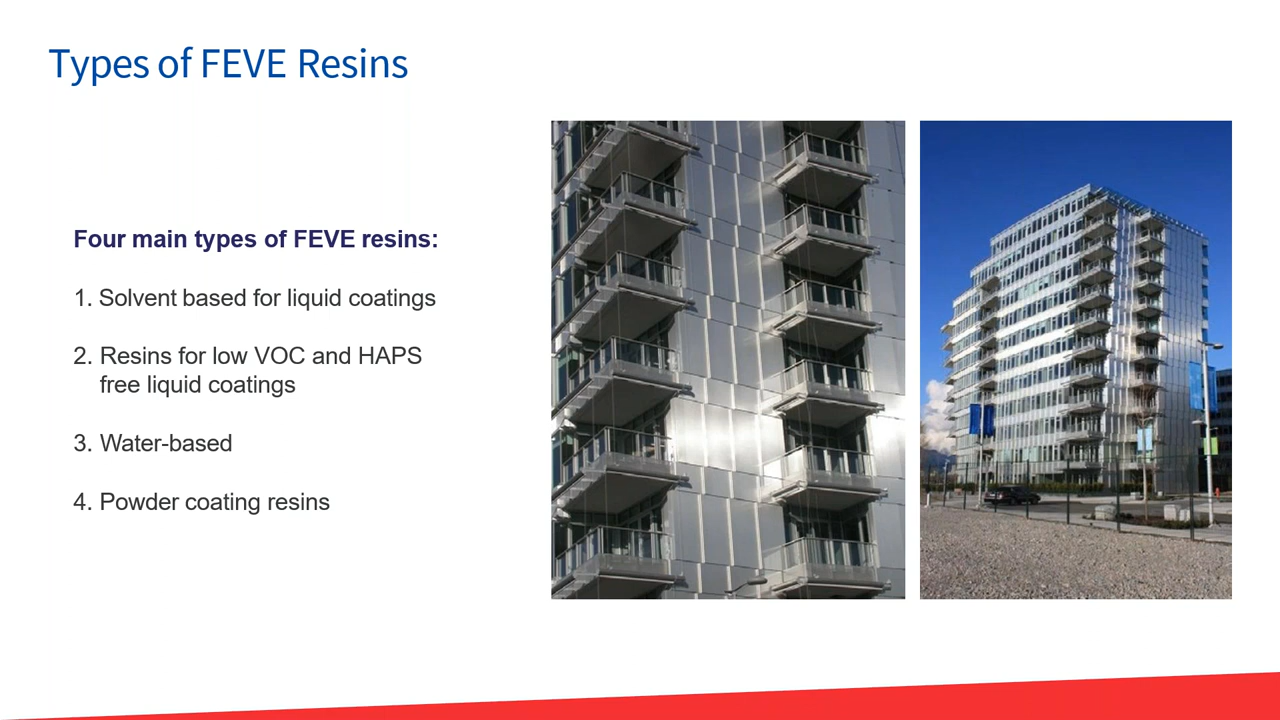 Types of FEVE Resins
Four main types of FEVE resins:
1. Solvent based for liquid coatings
2. Resins for low VOC and HAPS
free liquid coatings
3. Water-based
4. Powder coating resins